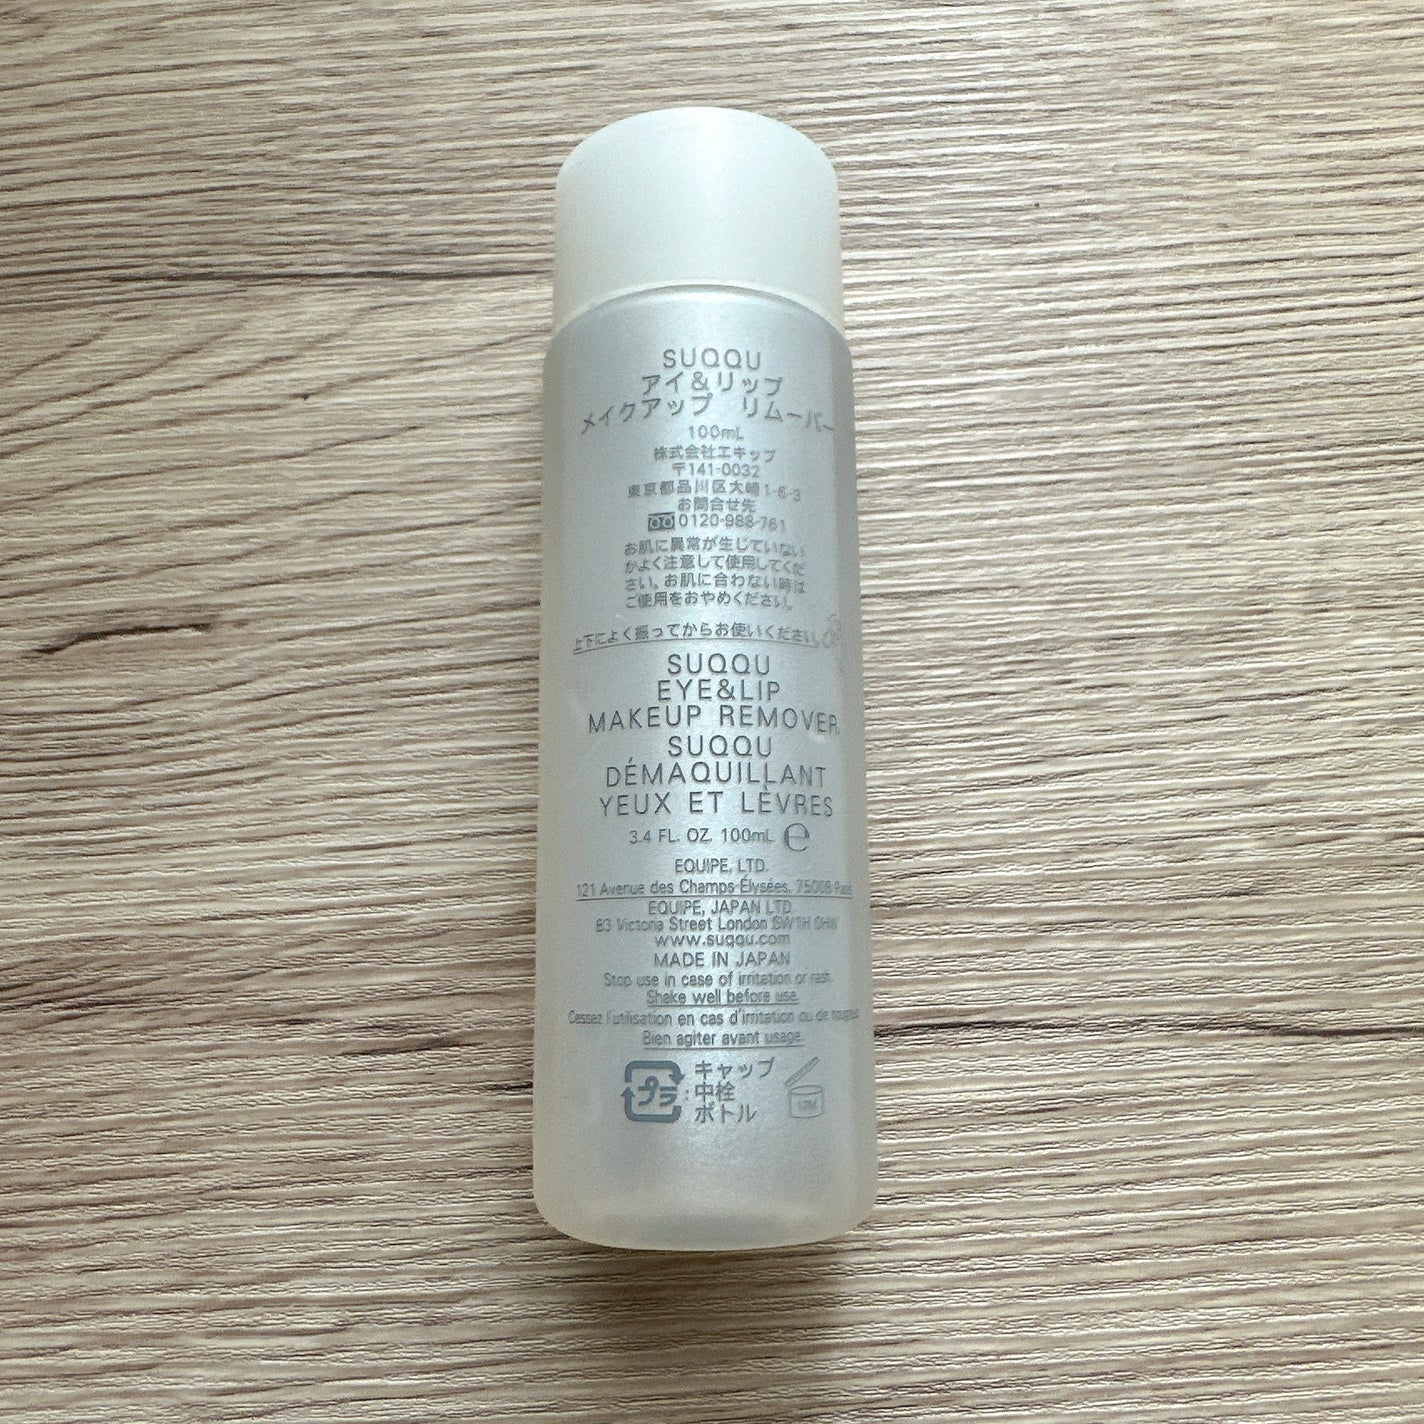 SUQQU
アイ&リップ
メイクアップ リムーバー
100mL
株式会社エキップ
〒141-0032
東京都品川区大崎1-6-3
お問合せ先
0120-988-761
お肌に異常が生じていない
かよく注意して使用してくだ
さい。お肌に合わない時は
ご使用をおやめください。
上下によく振ってからお使いください。
SUQQU
EYE&LIP
MAKEUP REMOVER
SUQQU
DÉMAQUILLANT
YEUX ET LÈVRES
3.4 FL. OZ. 100mL ℮
EQUIPE, LTD.
121 Avenue des Champs-Élysées, 75008 Paris
EQUIPE, JAPAN LTD
83 Victoria Street London SW1H 0HW
www.suqqu.com
MADE IN JAPAN
Stop use in case of irritation or rash.
Shake well before use.
Cessez l'utilisation en cas d'irritation ou de rougeur.
Bien agiter avant usage.
プラ : キャップ
中栓
ボトル
12M